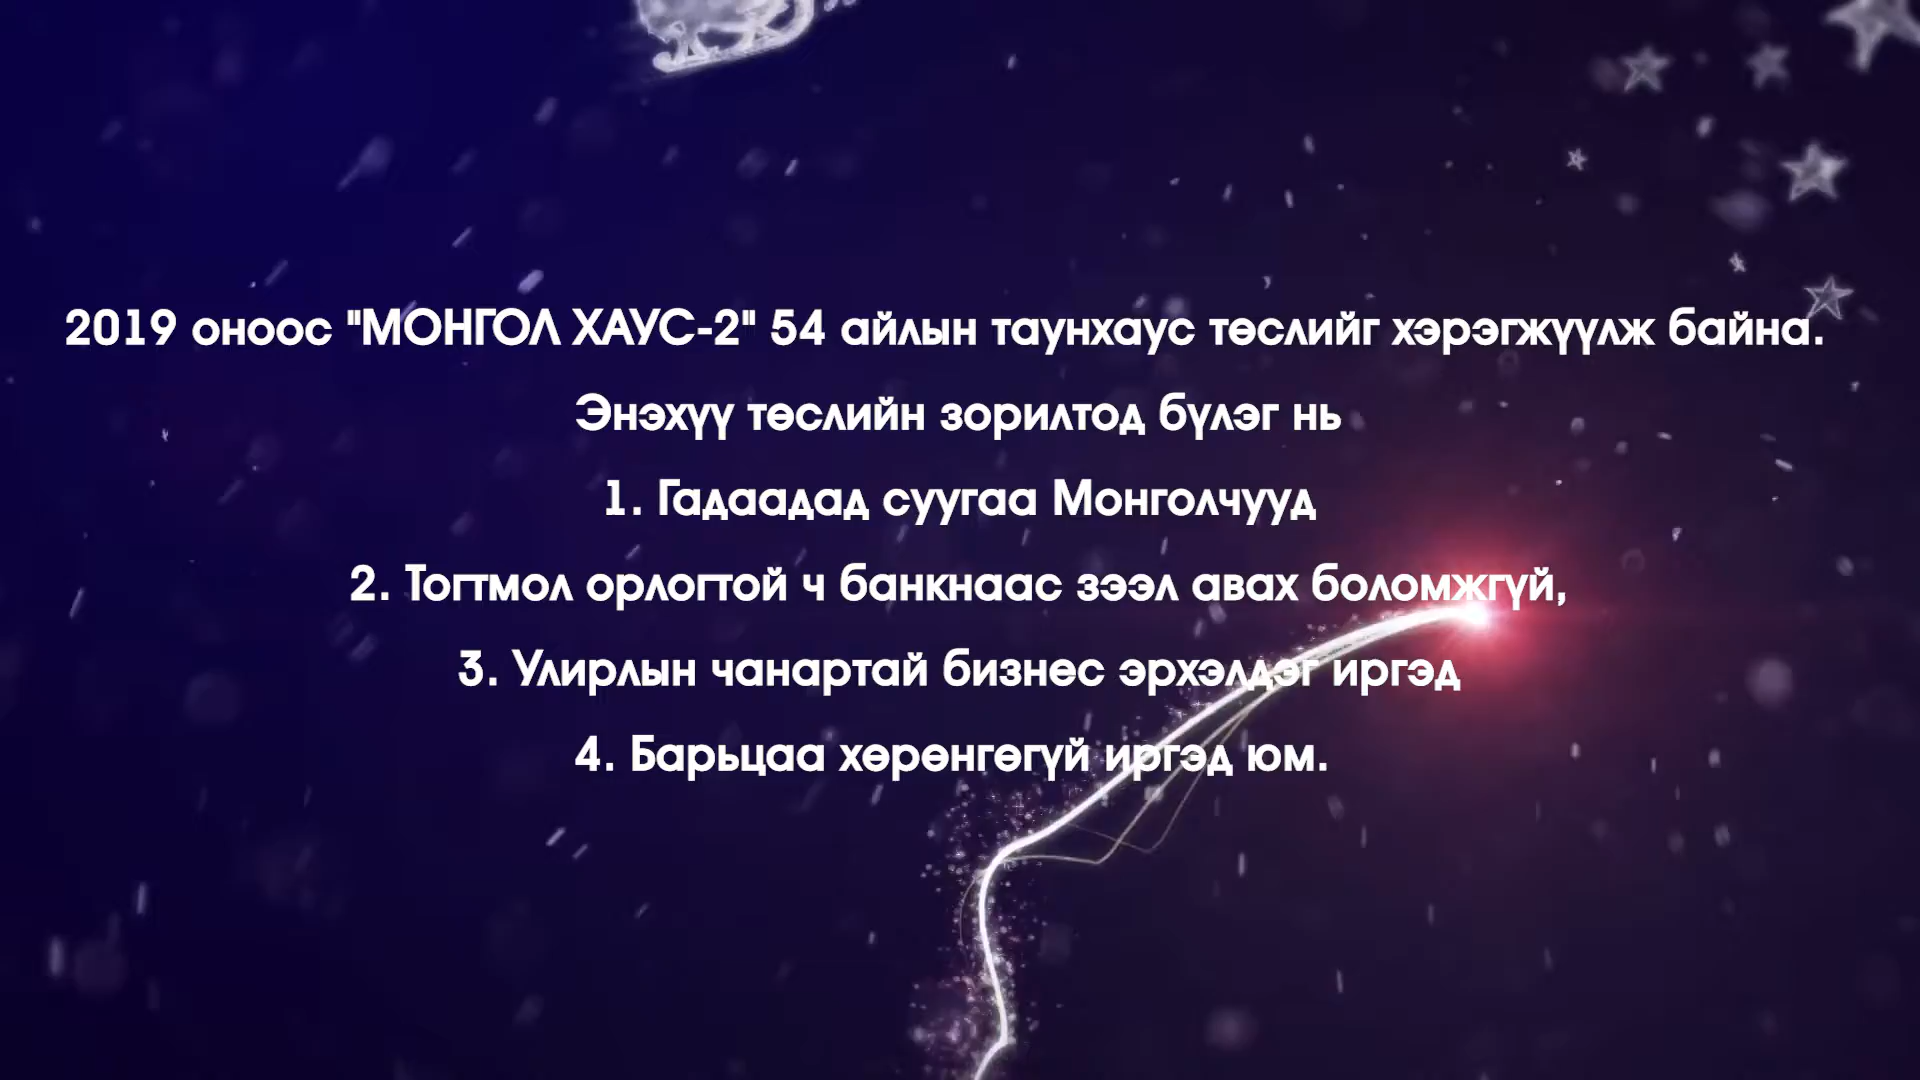 2019 оноос "МОНГОЛ ХАУС-2" 54 айлын таунхаус төслийг хэрэгжүүлж байна.
Энэхүү төслийн зорилтод бүлэг нь
1. Гадаадад суугаа Монголчууд
2. Тогтмол орлоготой ч банкнаас зээл авах боломжгүй,
3. Улирлын чанартай бизнес эрхэлдэг иргэд
4. Барьцаа хөрөнгөгүй иргэд юм.